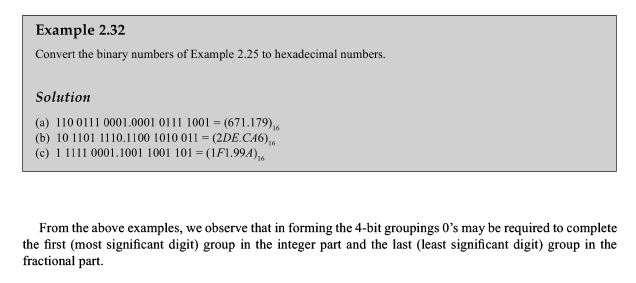 Example 2.32
Convert the binary numbers of Example 2.25 to hexadecimal numbers.
Solution
(a) 110 0111 0001.0001 0111 1001 = (671.179)₁₆
(b) 10 1101 1110.1100 1010 011 = (2DE.CA6)₁₆
(c) 1 1111 0001.1001 1001 101 = (1F1.99A)₁₆
From the above examples, we observe that in forming the 4-bit groupings 0's may be required to complete
the first (most significant digit) group in the integer part and the last (least significant digit) group in the
fractional part.